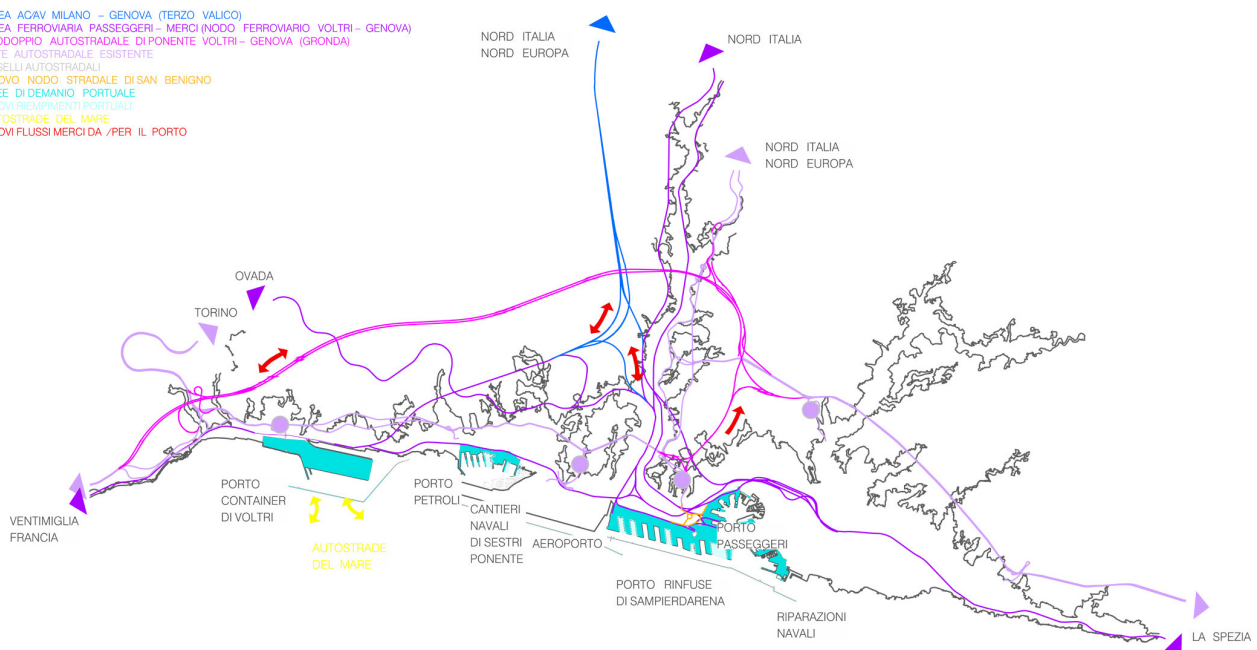 EA AC/AV MILANO – GENOVA (TERZO VALICO)
EA FERROVIARIA PASSEGGERI – MERCI (NODO FERROVIARIO VOLTRI – GENOVA)
DOPPIO AUTOSTRADALE DI PONENTE VOLTRI – GENOVA (GRONDA)
TE AUTOSTRADALE ESISTENTE
SELLI AUTOSTRADALI
OVO NODO STRADALE DI SAN BENIGNO
EE DI DEMANIO PORTUALE
OVI RIEMPIMENTI PORTUALI
TOSTRADE DEL MARE
OVI FLUSSI MERCI DA /PER IL PORTO
NORD ITALIA
NORD EUROPA
NORD ITALIA
NORD ITALIA
NORD EUROPA
OVADA
TORINO
VENTIMIGLIA
FRANCIA
PORTO
CONTAINER
DI VOLTRI
AUTOSTRADE
DEL MARE
PORTO
PETROLI
CANTIERI
NAVALI
DI SESTRI
PONENTE
AEROPORTO
PORTO
PASSEGGERI
PORTO RINFUSE
DI SAMPIERDARENA
RIPARAZIONI
NAVALI
LA SPEZIA